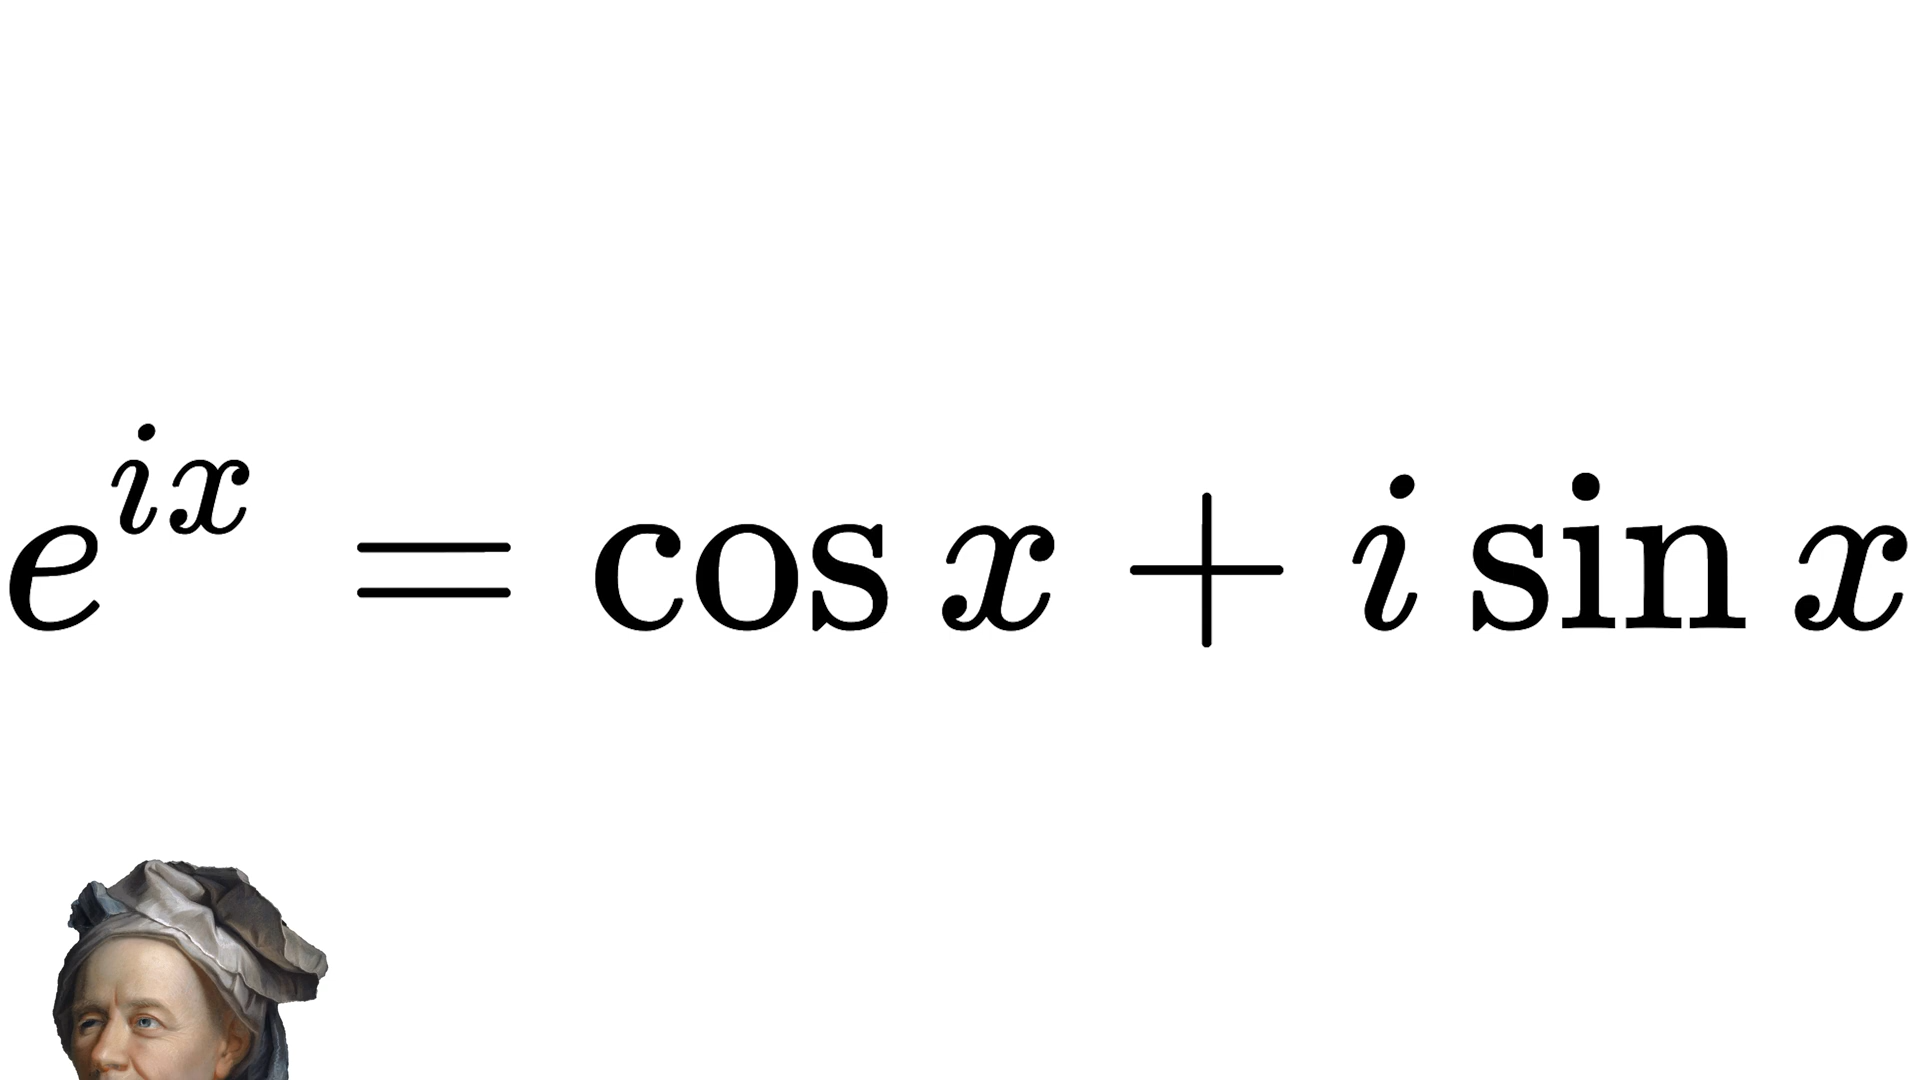 e^{ix} = cos x + i sin x